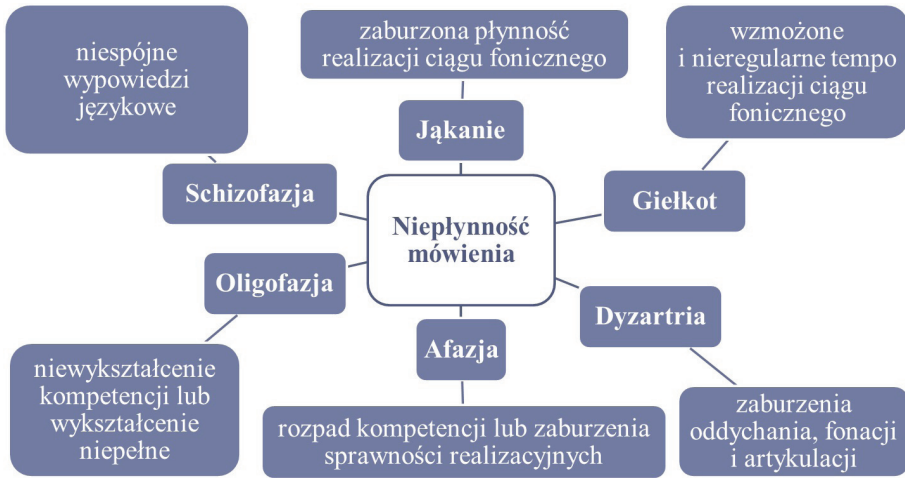 niespójne
wypowiedzi
językowe
zaburzona płynność
realizacji ciągu fonicznego
wzmożone
i nieregularne tempo
realizacji ciągu
fonicznego
Jąkanie
Schizofazja
Giełkot
Niepłynność
mówienia
Oligofazja
Dyzartria
Afazja
niewykształcenie
kompetencji lub
wykształcenie
niepełne
rozpad kompetencji lub zaburzenia
sprawności realizacyjnych
zaburzenia
oddychania, fonacji
i artykulacji